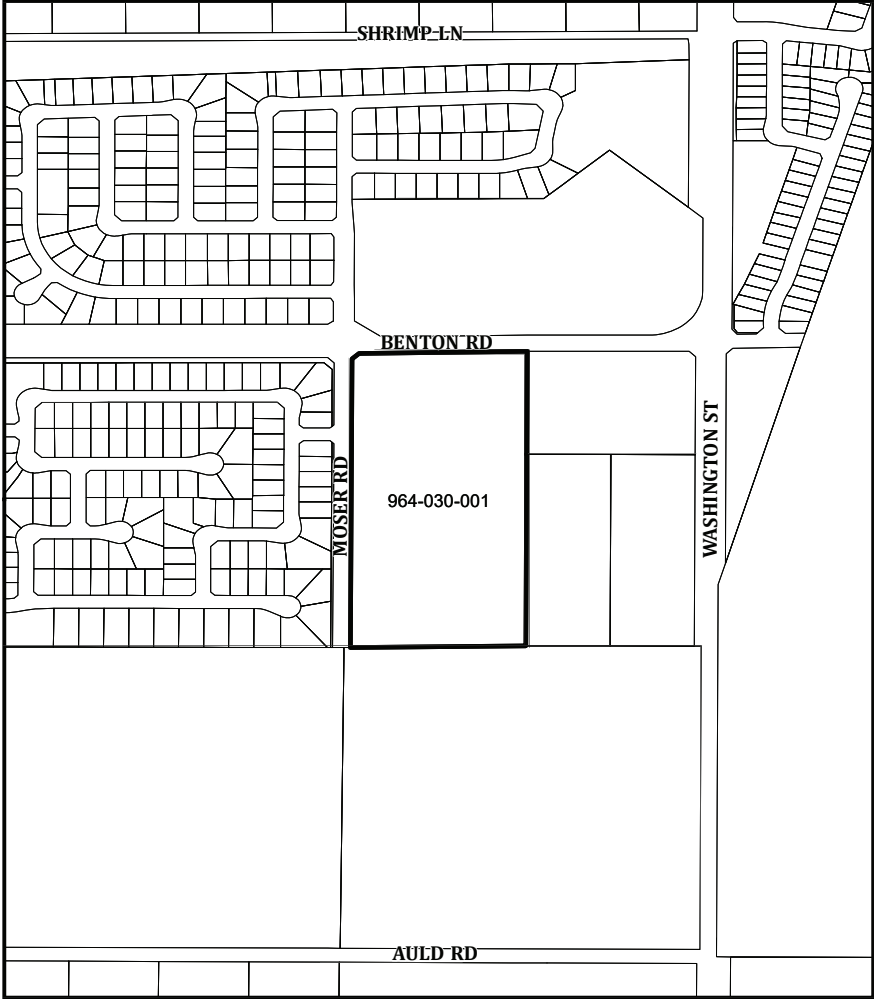 SHRIMP LN
BENTON RD
MOSER RD
964-030-001
WASHINGTON ST
AULD RD